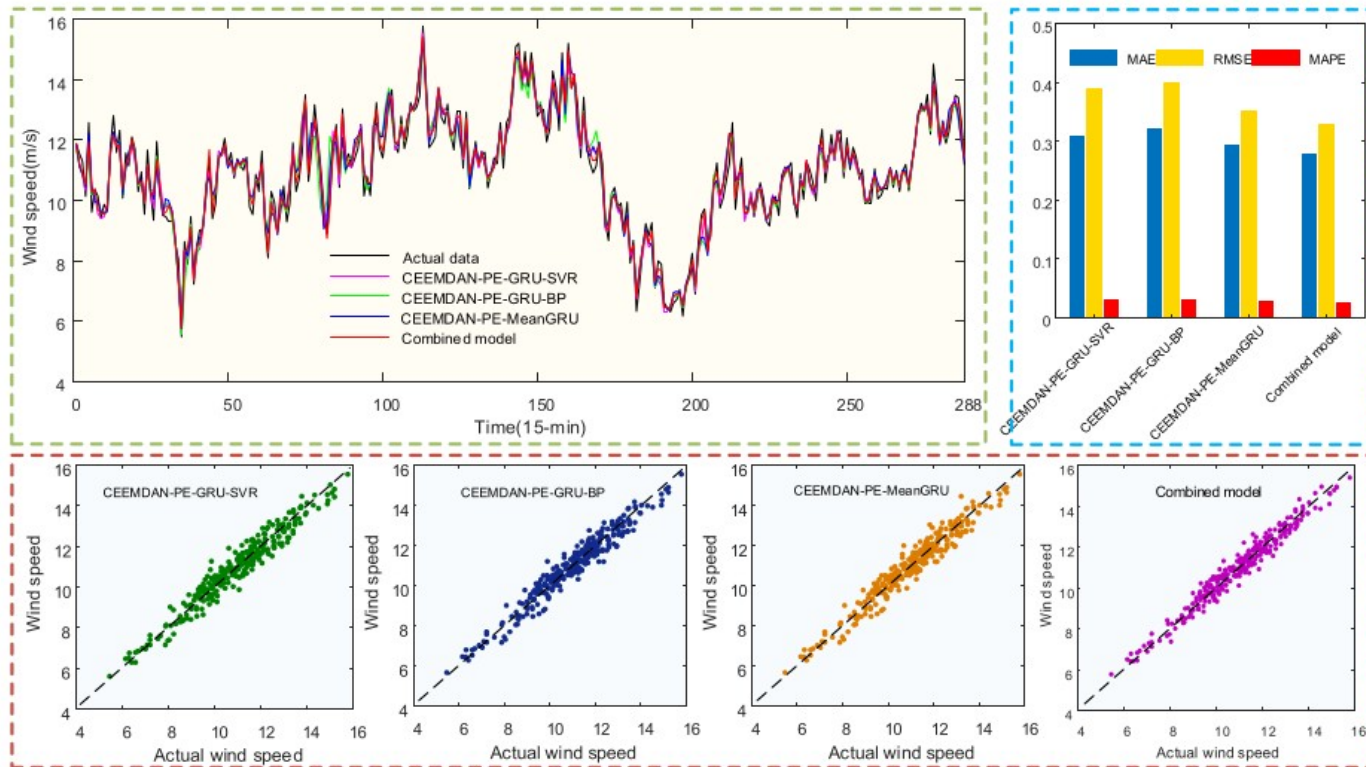 16
14
12
10
8
6
4
Wind speed(m/s)
Actual data
CEEMDAN-PE-GRU-SVR
CEEMDAN-PE-GRU-BP
CEEMDAN-PE-MeanGRU
Combined model
0 50 100 150 200 250 288
Time(15-min)
0.5
0.4
0.3
0.2
0.1
0
MAE RMSE MAPE
CEEMDAN-PE-GRU-SVR
CEEMDAN-PE-GRU-BP
CEEMDAN-PE-MeanGRU
Combined model
16
14
12
10
8
6
4
Wind speed
CEEMDAN-PE-GRU-SVR
4 6 8 10 12 14 16
Actual wind speed
16
14
12
10
8
6
4
Wind speed
CEEMDAN-PE-GRU-BP
4 6 8 10 12 14 16
Actual wind speed
16
14
12
10
8
6
4
Wind speed
CEEMDAN-PE-MeanGRU
4 6 8 10 12 14 16
Actual wind speed
16
14
12
10
8
6
4
Wind speed
Combined model
4 6 8 10 12 14 16
Actual wind speed